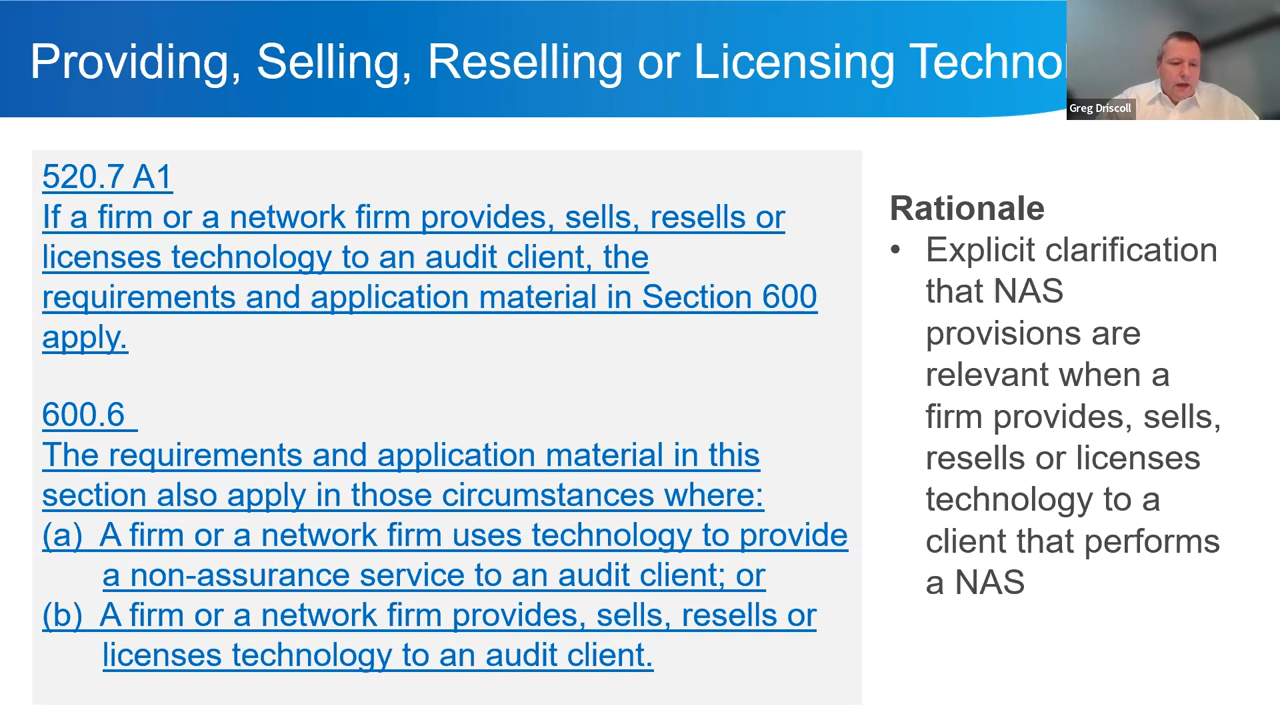 Providing, Selling, Reselling or Licensing Techno
Greg Driscoll
520.7 A1
If a firm or a network firm provides, sells, resells or
licenses technology to an audit client, the
requirements and application material in Section 600
apply.
600.6
The requirements and application material in this
section also apply in those circumstances where:
(a) A firm or a network firm uses technology to provide
a non-assurance service to an audit client; or
(b) A firm or a network firm provides, sells, resells or
licenses technology to an audit client.
Rationale
• Explicit clarification
that NAS
provisions are
relevant when a
firm provides, sells,
resells or licenses
technology to a
client that performs
a NAS